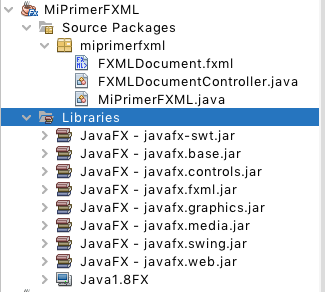 MiPrimerFXML
Source Packages
miprimerfxml
FXMLDocument.fxml
FXMLDocumentController.java
MiPrimerFXML.java
Libraries
JavaFX - javafx-swt.jar
JavaFX - javafx.base.jar
JavaFX - javafx.controls.jar
JavaFX - javafx.fxml.jar
JavaFX - javafx.graphics.jar
JavaFX - javafx.media.jar
JavaFX - javafx.swing.jar
JavaFX - javafx.web.jar
Java1.8FX